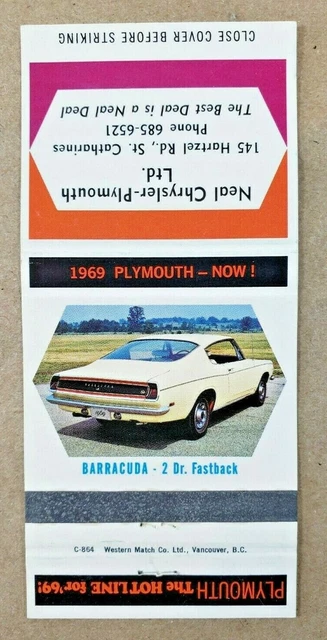 CLOSE COVER BEFORE STRIKING
Neal Chrysler-Plymouth
Ltd.
145 Hartzel Rd., St. Catharines
Phone 685-6521
The Best Deal is a Neal Deal
1969 PLYMOUTH – NOW!
1969
BARRACUDA - 2 Dr. Fastback
C-864 Western Match Co. Ltd., Vancouver, B.C.
PLYMOUTH The HOT LINE for '69!